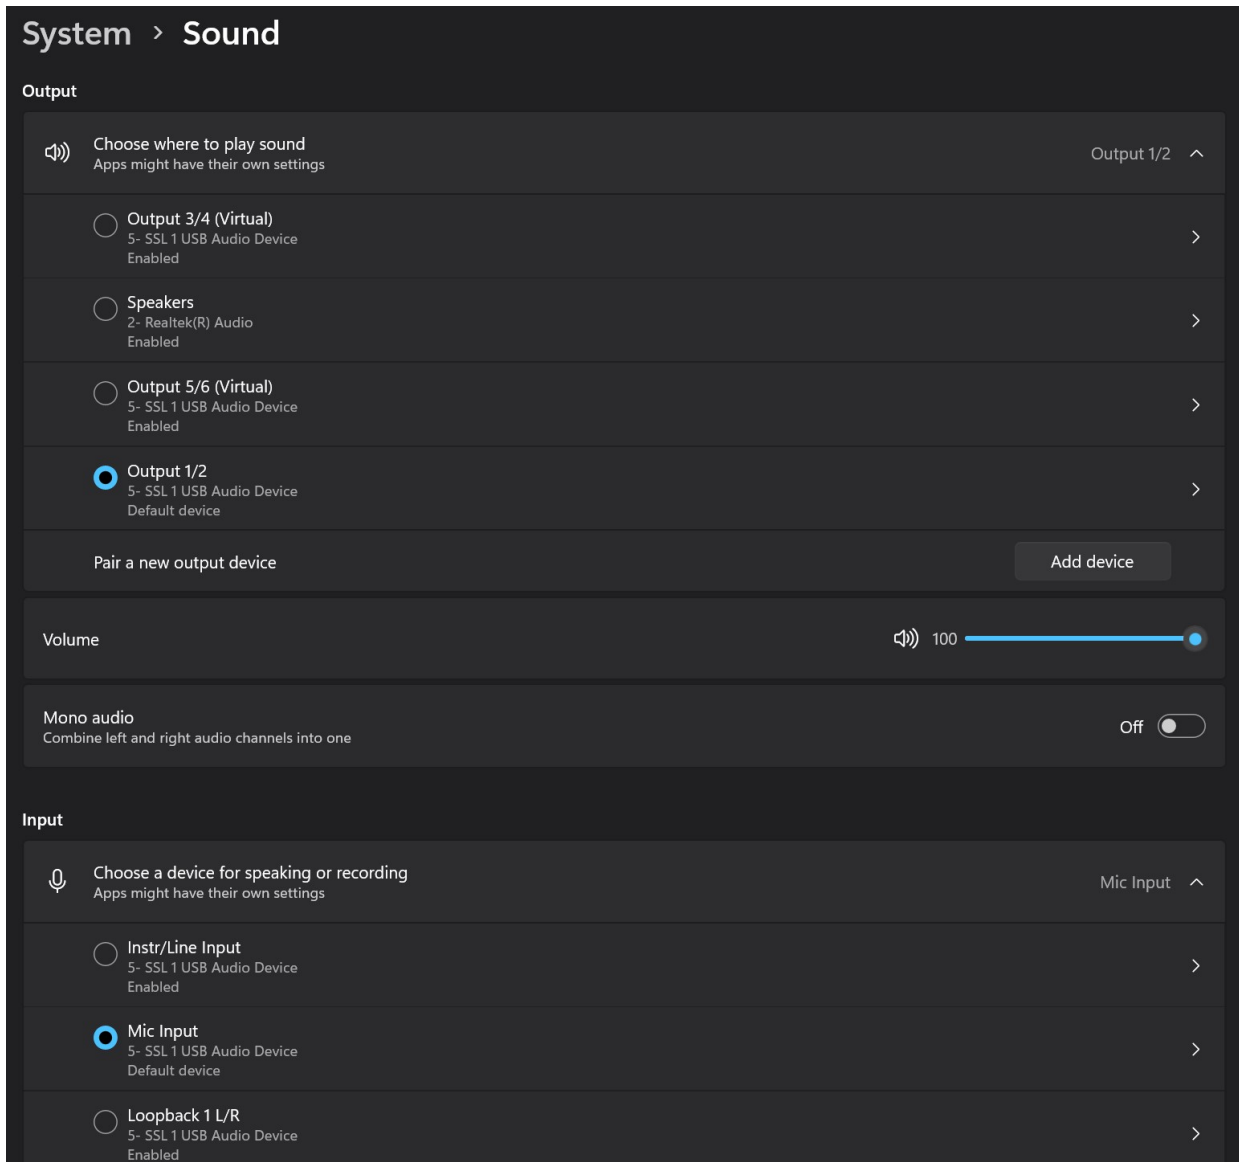 System > Sound
Output
Choose where to play sound
Apps might have their own settings
Output 1/2
Output 3/4 (Virtual)
5- SSL 1 USB Audio Device
Enabled
Speakers
2- Realtek(R) Audio
Enabled
Output 5/6 (Virtual)
5- SSL 1 USB Audio Device
Enabled
Output 1/2
5- SSL 1 USB Audio Device
Default device
Pair a new output device
Add device
Volume
100
Mono audio
Combine left and right audio channels into one
Off
Input
Choose a device for speaking or recording
Apps might have their own settings
Mic Input
Instr/Line Input
5- SSL 1 USB Audio Device
Enabled
Mic Input
5- SSL 1 USB Audio Device
Default device
Loopback 1 L/R
5- SSL 1 USB Audio Device
Enabled